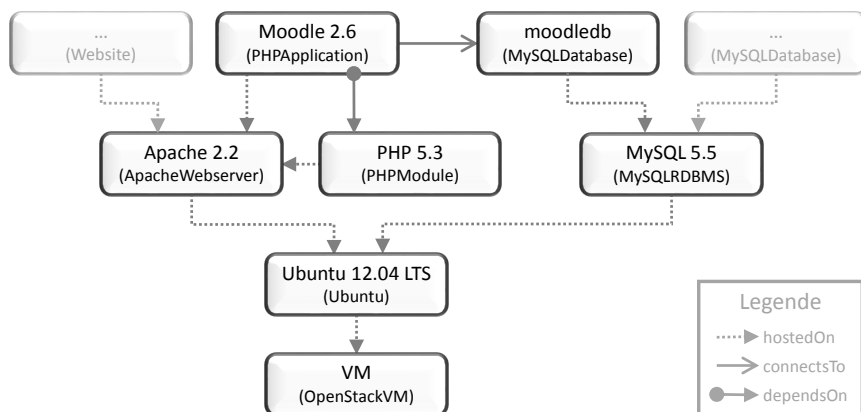 ...
(Website)
Moodle 2.6
(PHPApplication)
moodledb
(MySQLDatabase)
...
(MySQLDatabase)
Apache 2.2
(ApacheWebserver)
PHP 5.3
(PHPModule)
MySQL 5.5
(MySQLRDBMS)
Ubuntu 12.04 LTS
(Ubuntu)
VM
(OpenStackVM)
Legende
hostedOn
connectsTo
dependsOn